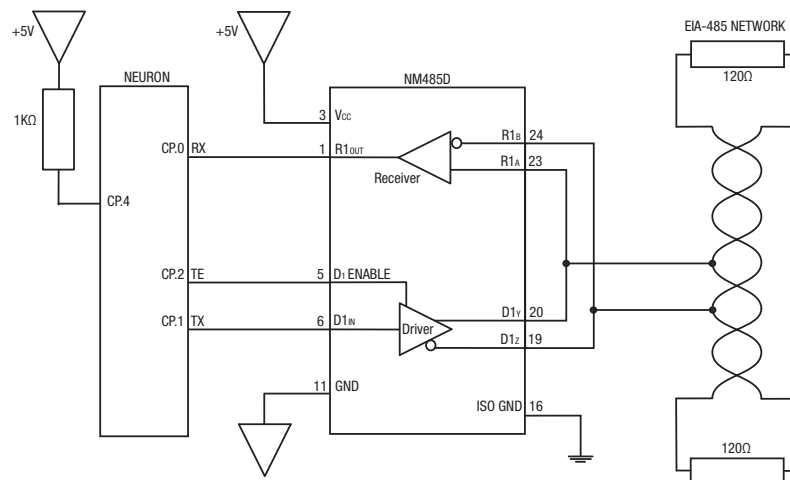 +5V
+5V
EIA-485 NETWORK
120Ω
NEURON
NM485D
1KΩ
3 VCC
CP.0 RX
1 R1OUT
Receiver
R1B 24
R1A 23
CP.4
CP.2 TE
5 D1 ENABLE
CP.1 TX
6 D1IN
Driver
D1Y 20
D1Z 19
11 GND
ISO GND 16
120Ω